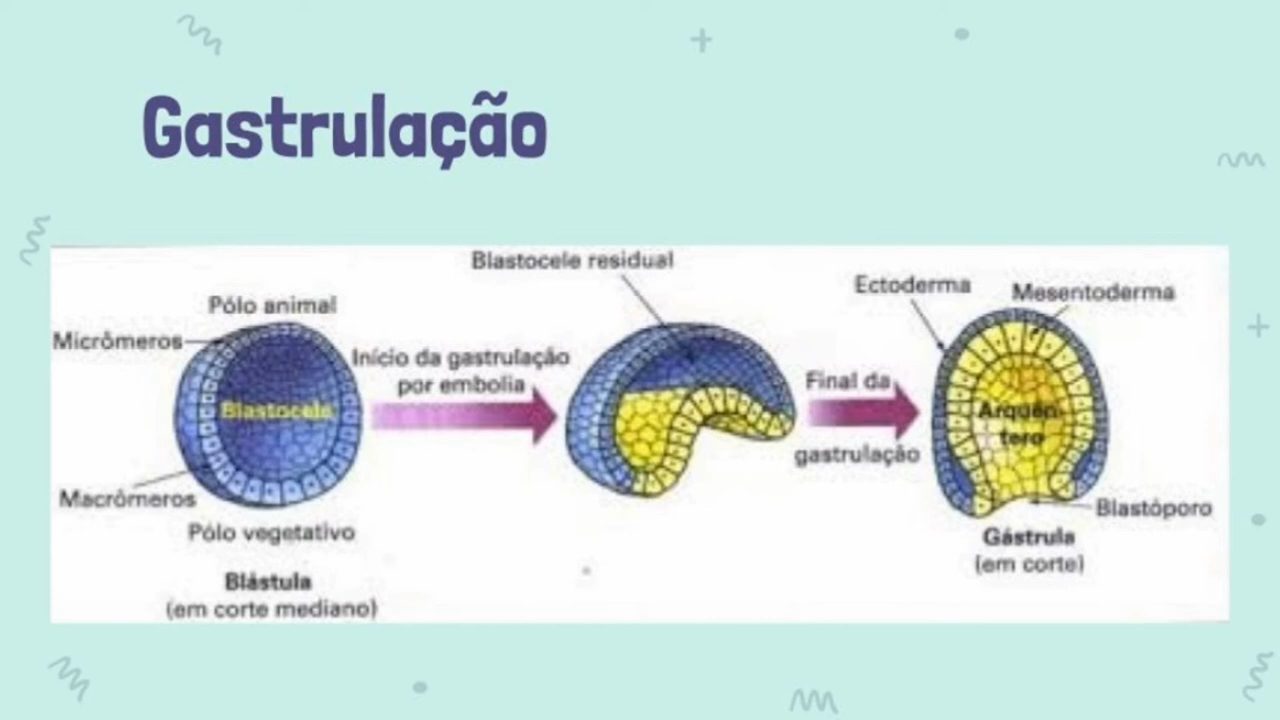 Gastrulação
Blastocele residual
Pólo animal
Micrômeros
Blastocele
Macrômeros
Pólo vegetativo
Blástula
(em corte mediano)
Início da gastrulação
por embolia
Final da
gastrulação
Ectoderma
Mesentoderma
Arquên-
tero
Blastóporo
Gástrula
(em corte)